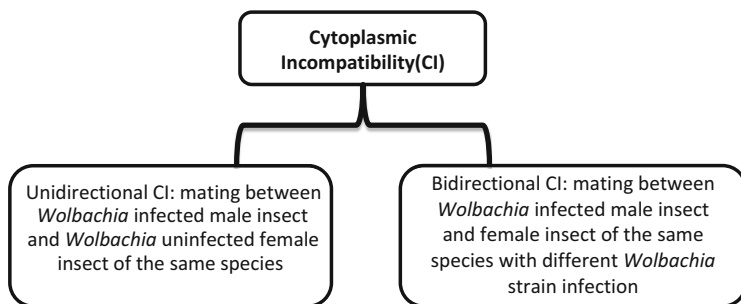 Cytoplasmic
Incompatibility(CI)
Unidirectional CI: mating between
Wolbachia infected male insect
and Wolbachia uninfected female
insect of the same species
Bidirectional CI: mating between
Wolbachia infected male insect
and female insect of the same
species with different Wolbachia
strain infection